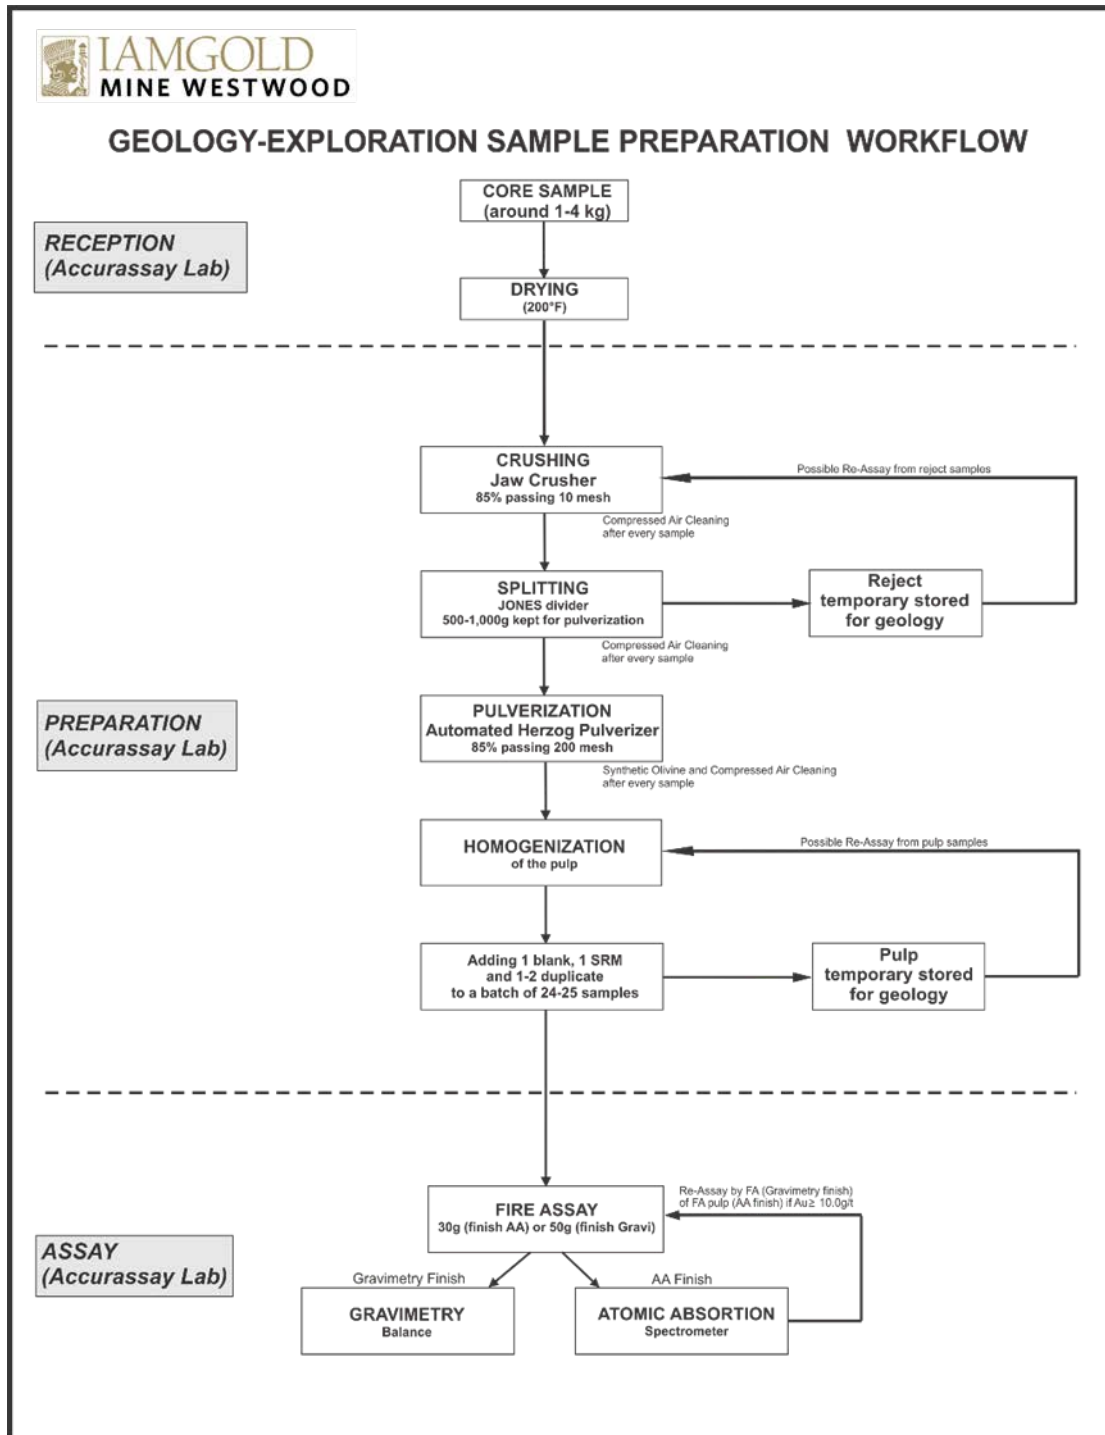 IAMGOLD
MINE WESTWOOD
GEOLOGY-EXPLORATION SAMPLE PREPARATION WORKFLOW
CORE SAMPLE
(around 1-4 kg)
RECEPTION
(Accurassay Lab)
DRYING
(200°F)
CRUSHING
Jaw Crusher
85% passing 10 mesh
Possible Re-Assay from reject samples
Compressed Air Cleaning
after every sample
SPLITTING
JONES divider
500-1,000g kept for pulverization
Reject
temporary stored
for geology
Compressed Air Cleaning
after every sample
PREPARATION
(Accurassay Lab)
PULVERIZATION
Automated Herzog Pulverizer
85% passing 200 mesh
Synthetic Olivine and Compressed Air Cleaning
after every sample
HOMOGENIZATION
of the pulp
Possible Re-Assay from pulp samples
Adding 1 blank, 1 SRM
and 1-2 duplicate
to a batch of 24-25 samples
Pulp
temporary stored
for geology
FIRE ASSAY
30g (finish AA) or 50g (finish Gravi)
Re-Assay by FA (Gravimetry finish)
of FA pulp (AA finish) if Au≥ 10.0g/t
ASSAY
(Accurassay Lab)
Gravimetry Finish
AA Finish
GRAVIMETRY
Balance
ATOMIC ABSORTION
Spectrometer